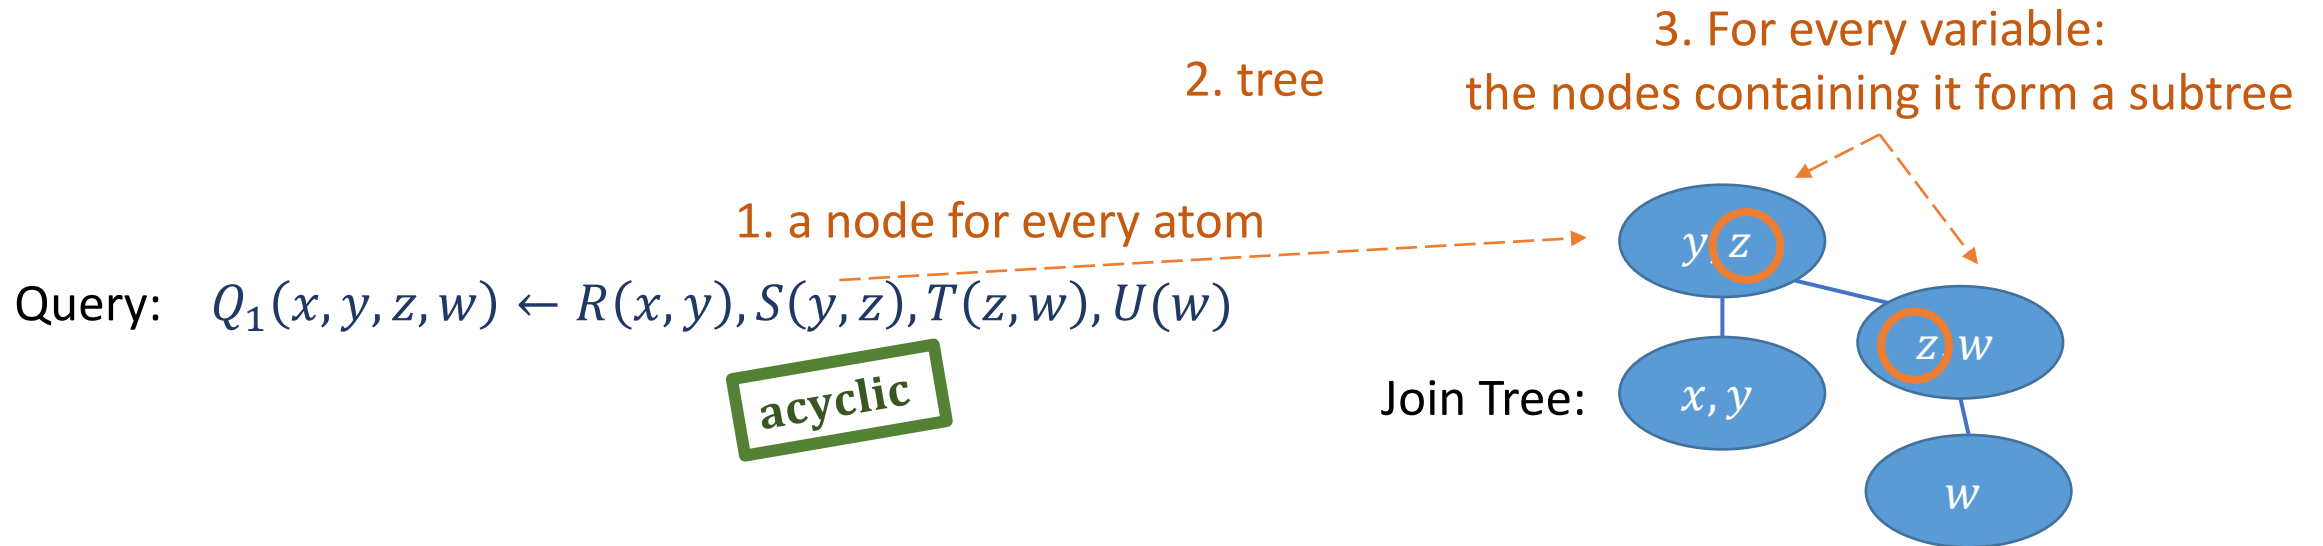 3. For every variable:
2. tree
the nodes containing it form a subtree
1. a node for every atom
y, z
Query: Q₁(x, y, z, w) ← R(x, y), S(y, z), T(z, w), U(w)
z, w
acyclic
Join Tree:
x, y
w